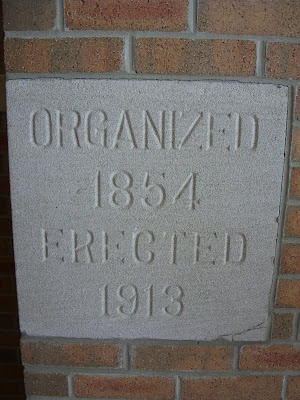 ORGANIZED
1854
ERECTED
1913